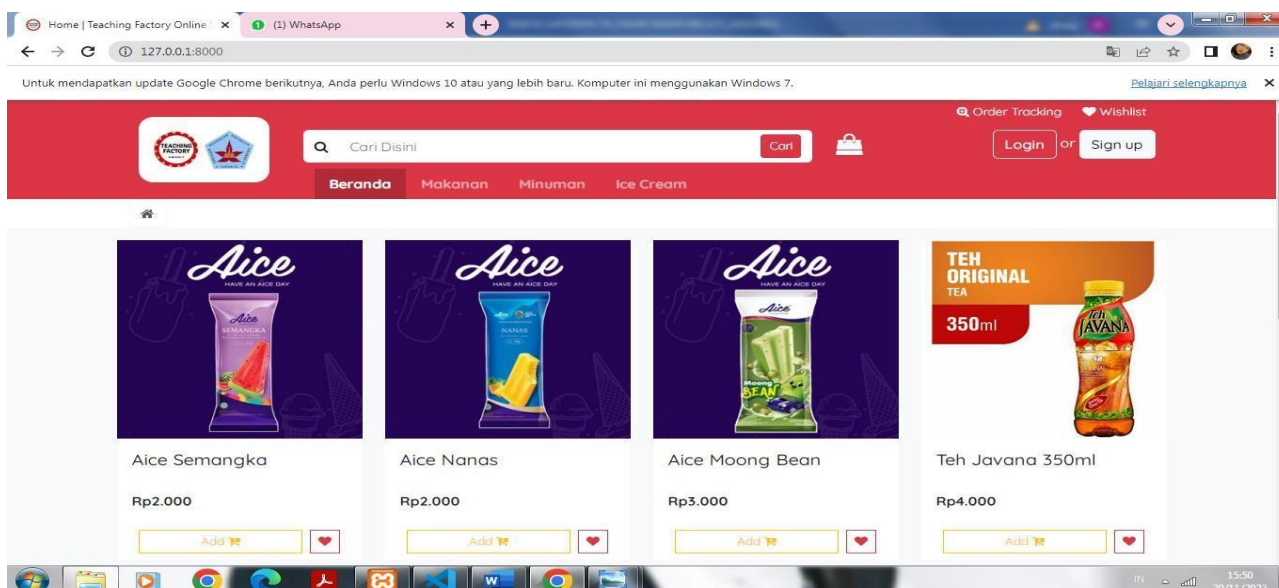 Home | Teaching Factory Online
(1) WhatsApp
127.0.0.1:8000
Untuk mendapatkan update Google Chrome berikutnya, Anda perlu Windows 10 atau yang lebih baru. Komputer ini menggunakan Windows 7.
Pelajari selengkapnya
Order Tracking
Wishlist
TEACHING FACTORY
Cari Disini
Cari
Login or Sign up
Beranda Makanan Minuman Ice Cream
Aice
HAVE AN AICE DAY
Aice
SEMANGKA
Aice
HAVE AN AICE DAY
NANAS
Aice
HAVE AN AICE DAY
Aice
Moong
BEAN
TEH
ORIGINAL
TEA
350ml
Teh
JAVANA
Aice Semangka
Aice Nanas
Aice Moong Bean
Teh Javana 350ml
Rp2.000
Rp2.000
Rp3.000
Rp4.000
Add
Add
Add
Add
IN
15:50